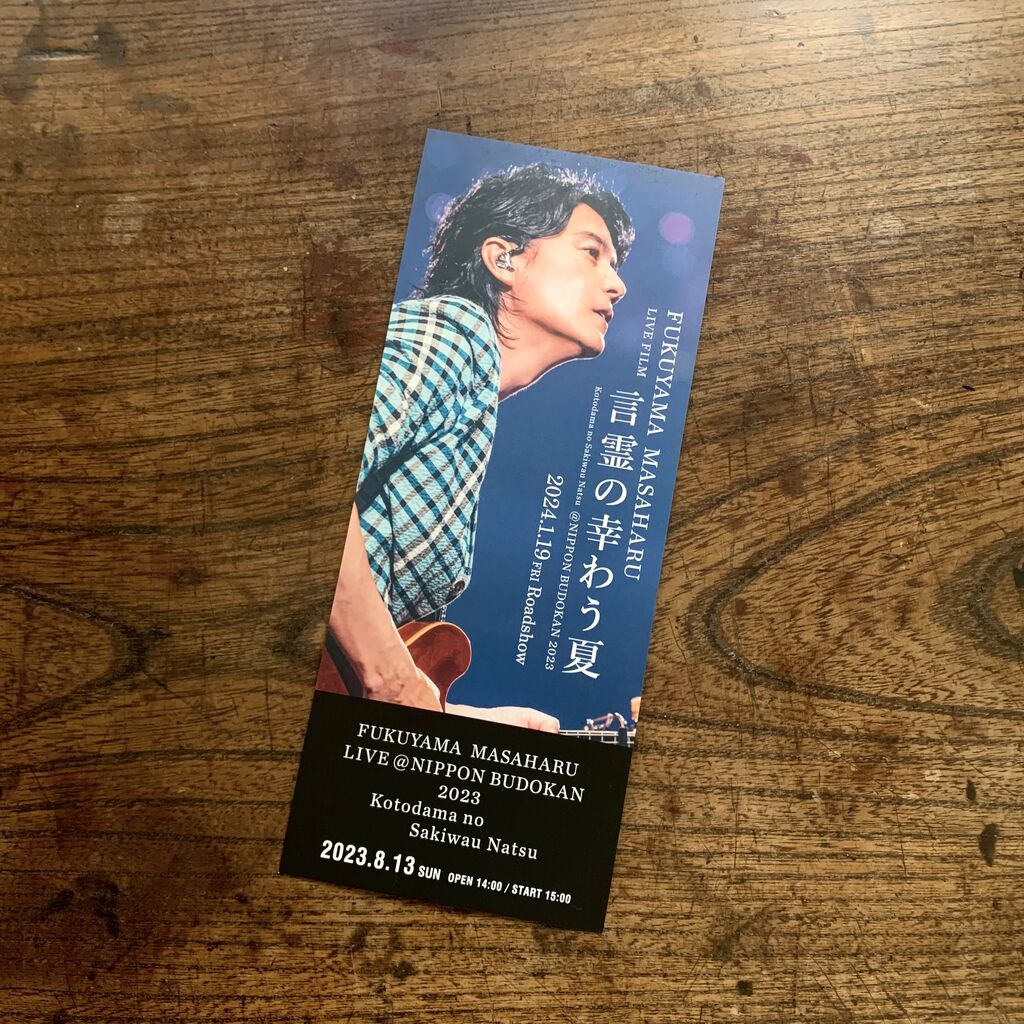 FUKUYAMA MASAHARU
LIVE FILM
言霊の幸わう夏
Kotodama no Sakiwau Natsu @NIPPON BUDOKAN 2023
2024.1.19 FRI Roadshow
FUKUYAMA MASAHARU
LIVE @ NIPPON BUDOKAN
2023
Kotodama no
Sakiwau Natsu
2023.8.13 SUN OPEN 14:00 / START 15:00